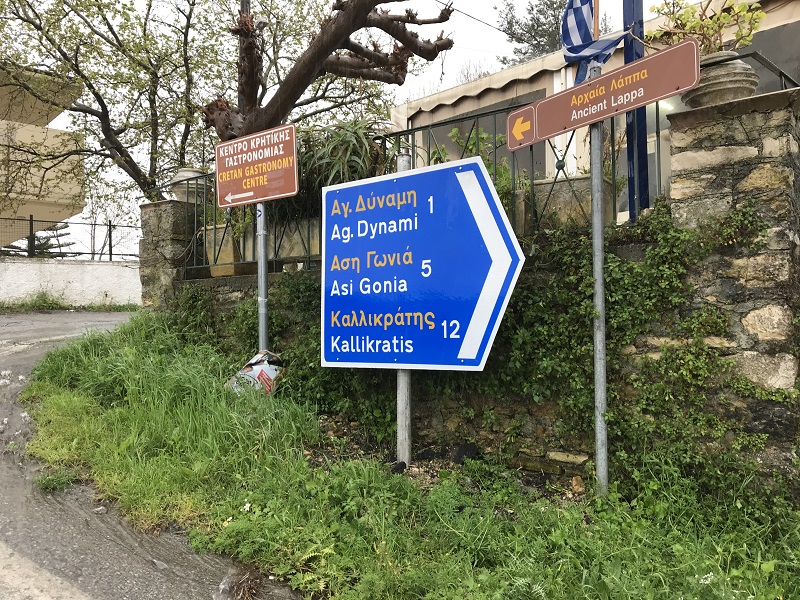 ΚΕΝΤΡΟ ΚΡΗΤΙΚΗΣ
ΓΑΣΤΡΟΝΟΜΙΑΣ
CRETAN GASTRONOMY
CENTRE
Αγ. Δύναμη 1
Ag. Dynami
Αση Γωνιά 5
Asi Gonia
Καλλικράτης 12
Kallikratis
Αρχαία Λάππα
Ancient Lappa